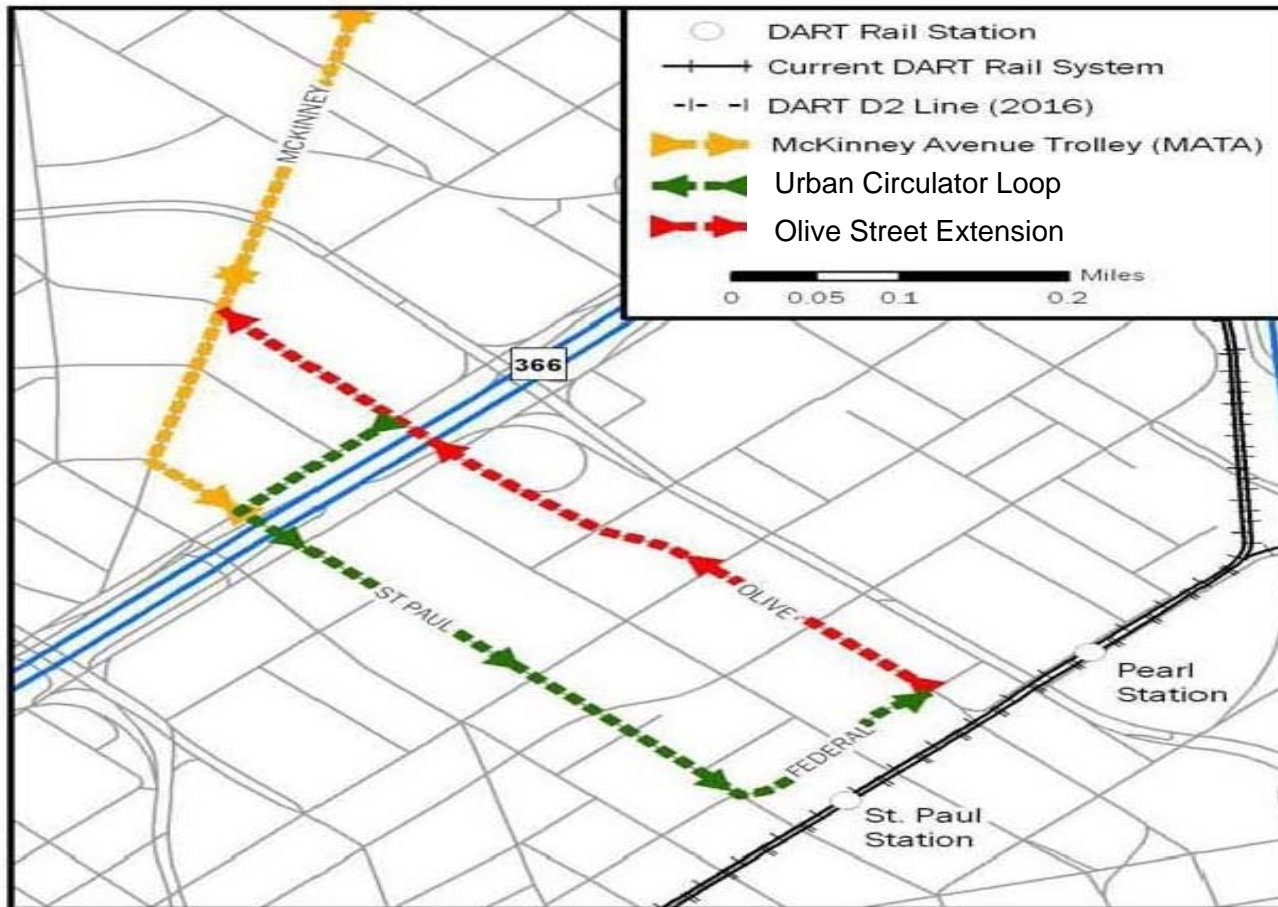 DART Rail Station
Current DART Rail System
DART D2 Line (2016)
McKinney Avenue Trolley (MATA)
Urban Circulator Loop
Olive Street Extension
Miles
0 0.05 0.1 0.2
MCKINNEY
366
ST PAUL
OLIVE
FEDERAL
Pearl
Station
St. Paul
Station